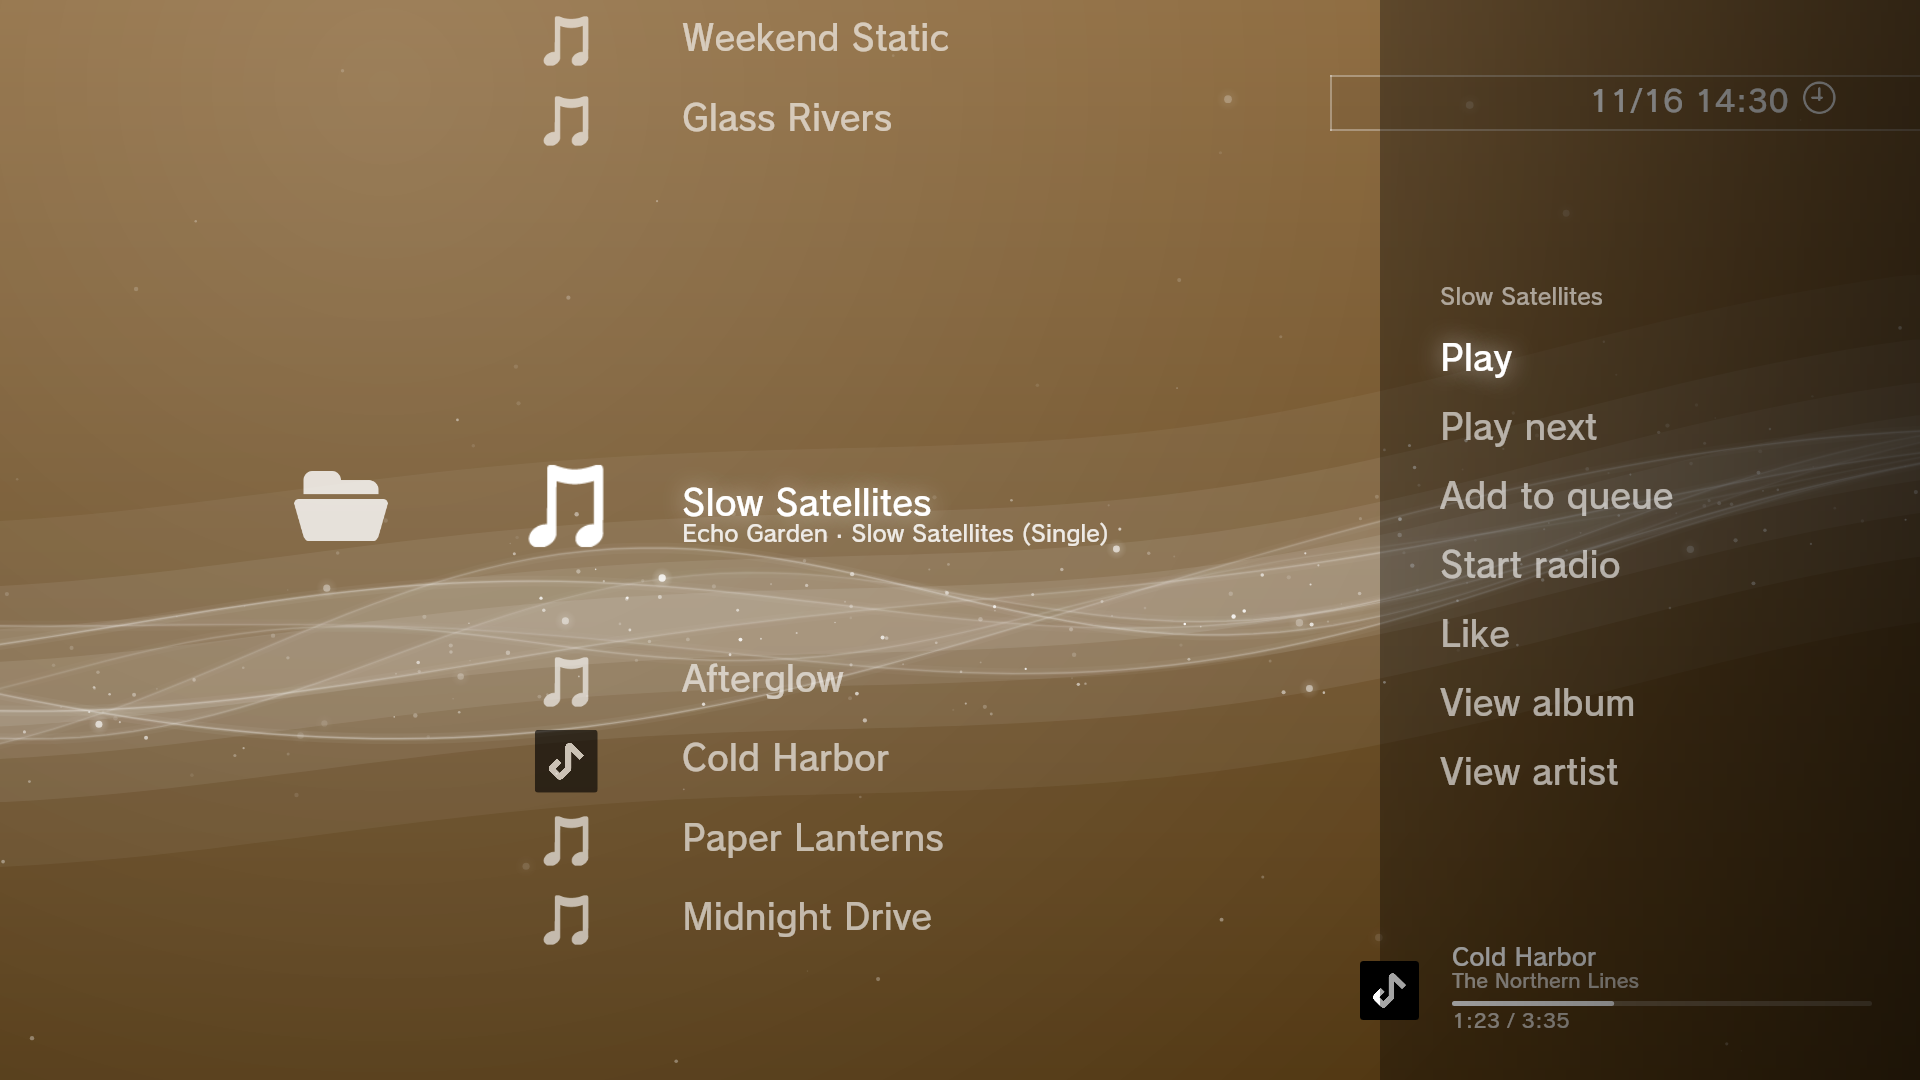 Weekend Static
Glass Rivers
11/16 14:30
Slow Satellites
Echo Garden · Slow Satellites (Single)
Afterglow
Cold Harbor
Paper Lanterns
Midnight Drive
Slow Satellites
Play
Play next
Add to queue
Start radio
Like
View album
View artist
Cold Harbor
The Northern Lines
1:23 / 3:35